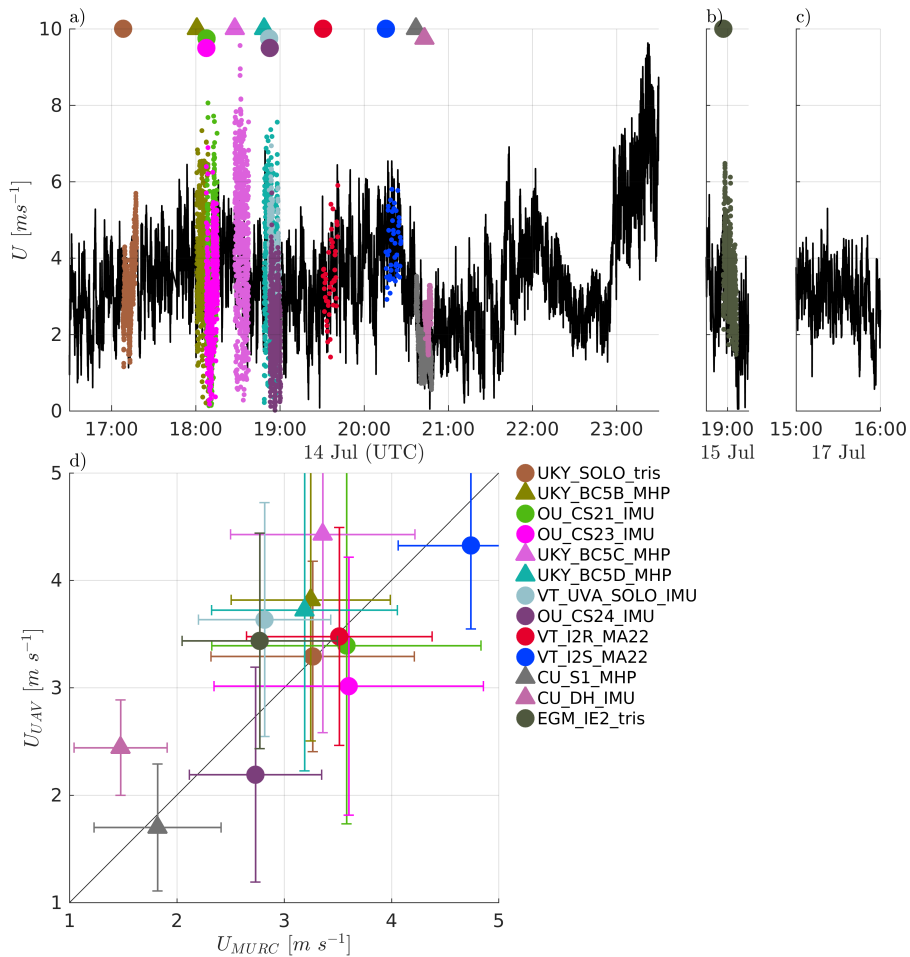 a)
b)
c)
10
8
6
4
2
0
U [ms⁻¹]
17:00 18:00 19:00 20:00 21:00 22:00 23:00
19:00
15:00 16:00
14 Jul (UTC)
15 Jul
17 Jul
d)
5
4
3
2
1
U_UAV [m s⁻¹]
1 2 3 4 5
U_MURC [m s⁻¹]
UKY_SOLO_tris
UKY_BC5B_MHP
OU_CS21_IMU
OU_CS23_IMU
UKY_BC5C_MHP
UKY_BC5D_MHP
VT_UVA_SOLO_IMU
OU_CS24_IMU
VT_I2R_MA22
VT_I2S_MA22
CU_S1_MHP
CU_DH_IMU
EGM_IE2_tris